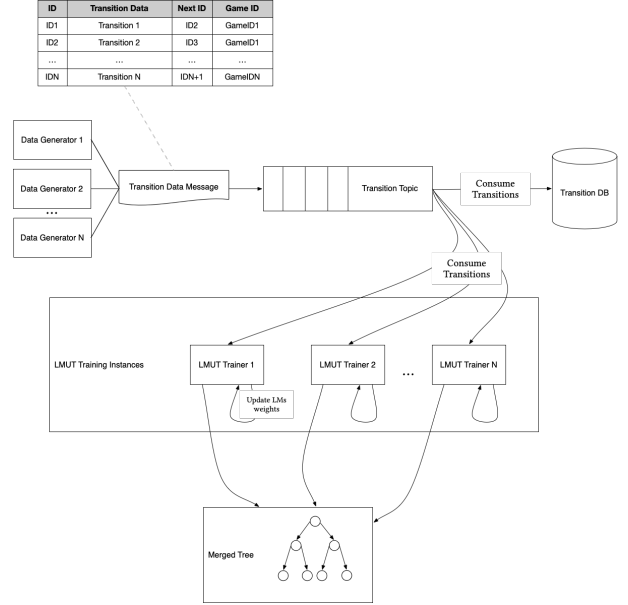 ID Transition Data Next ID Game ID
ID1 Transition 1 ID2 GameID1
ID2 Transition 2 ID3 GameID1
... ... ... ...
IDN Transition N IDN+1 GameIDN
Data Generator 1
Data Generator 2
...
Data Generator N
Transition Data Message
Transition Topic
Consume
Transitions
Transition DB
Consume
Transitions
LMUT Training Instances
LMUT Trainer 1
LMUT Trainer 2
...
LMUT Trainer N
Update LMs
weights
Merged Tree